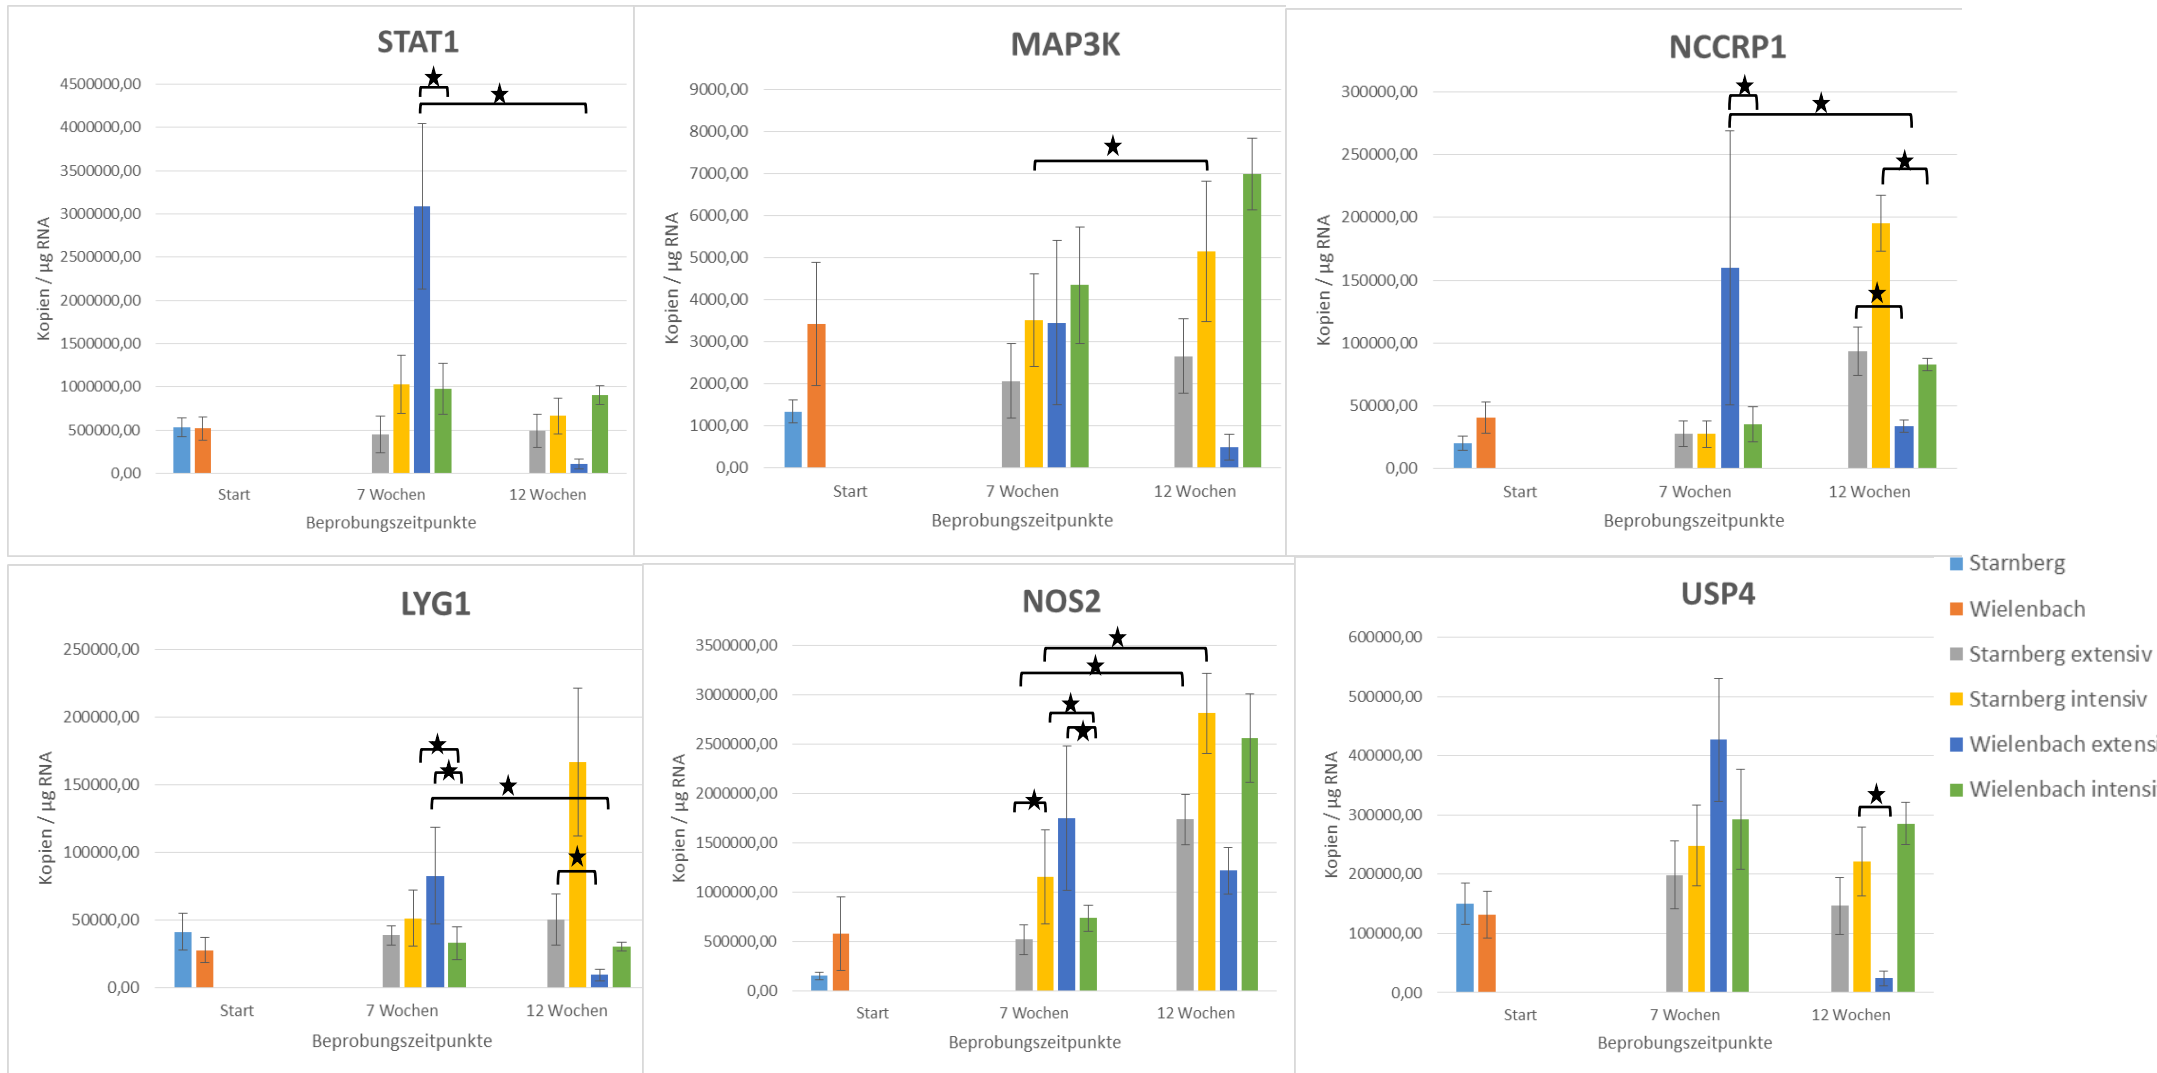 STAT1
4500000,00
4000000,00
3500000,00
3000000,00
2500000,00
2000000,00
1500000,00
1000000,00
500000,00
0,00
Kopien / µg RNA
Start 7 Wochen 12 Wochen
Beprobungszeitpunkte
MAP3K
9000,00
8000,00
7000,00
6000,00
5000,00
4000,00
3000,00
2000,00
1000,00
0,00
Kopien / µg RNA
Start 7 Wochen 12 Wochen
Beprobungszeitpunkte
NCCRP1
300000,00
250000,00
200000,00
150000,00
100000,00
50000,00
0,00
Kopien / µg RNA
Start 7 Wochen 12 Wochen
Beprobungszeitpunkte
LYG1
250000,00
200000,00
150000,00
100000,00
50000,00
0,00
Kopien / µg RNA
Start 7 Wochen 12 Wochen
Beprobungszeitpunkte
NOS2
3500000,00
3000000,00
2500000,00
2000000,00
1500000,00
1000000,00
500000,00
0,00
Kopien / µg RNA
Start 7 Wochen 12 Wochen
Beprobungszeitpunkte
USP4
600000,00
500000,00
400000,00
300000,00
200000,00
100000,00
0,00
Kopien / µg RNA
Start 7 Wochen 12 Wochen
Beprobungszeitpunkte
Starnberg
Wielenbach
Starnberg extensiv
Starnberg intensiv
Wielenbach extensi
Wielenbach intensi